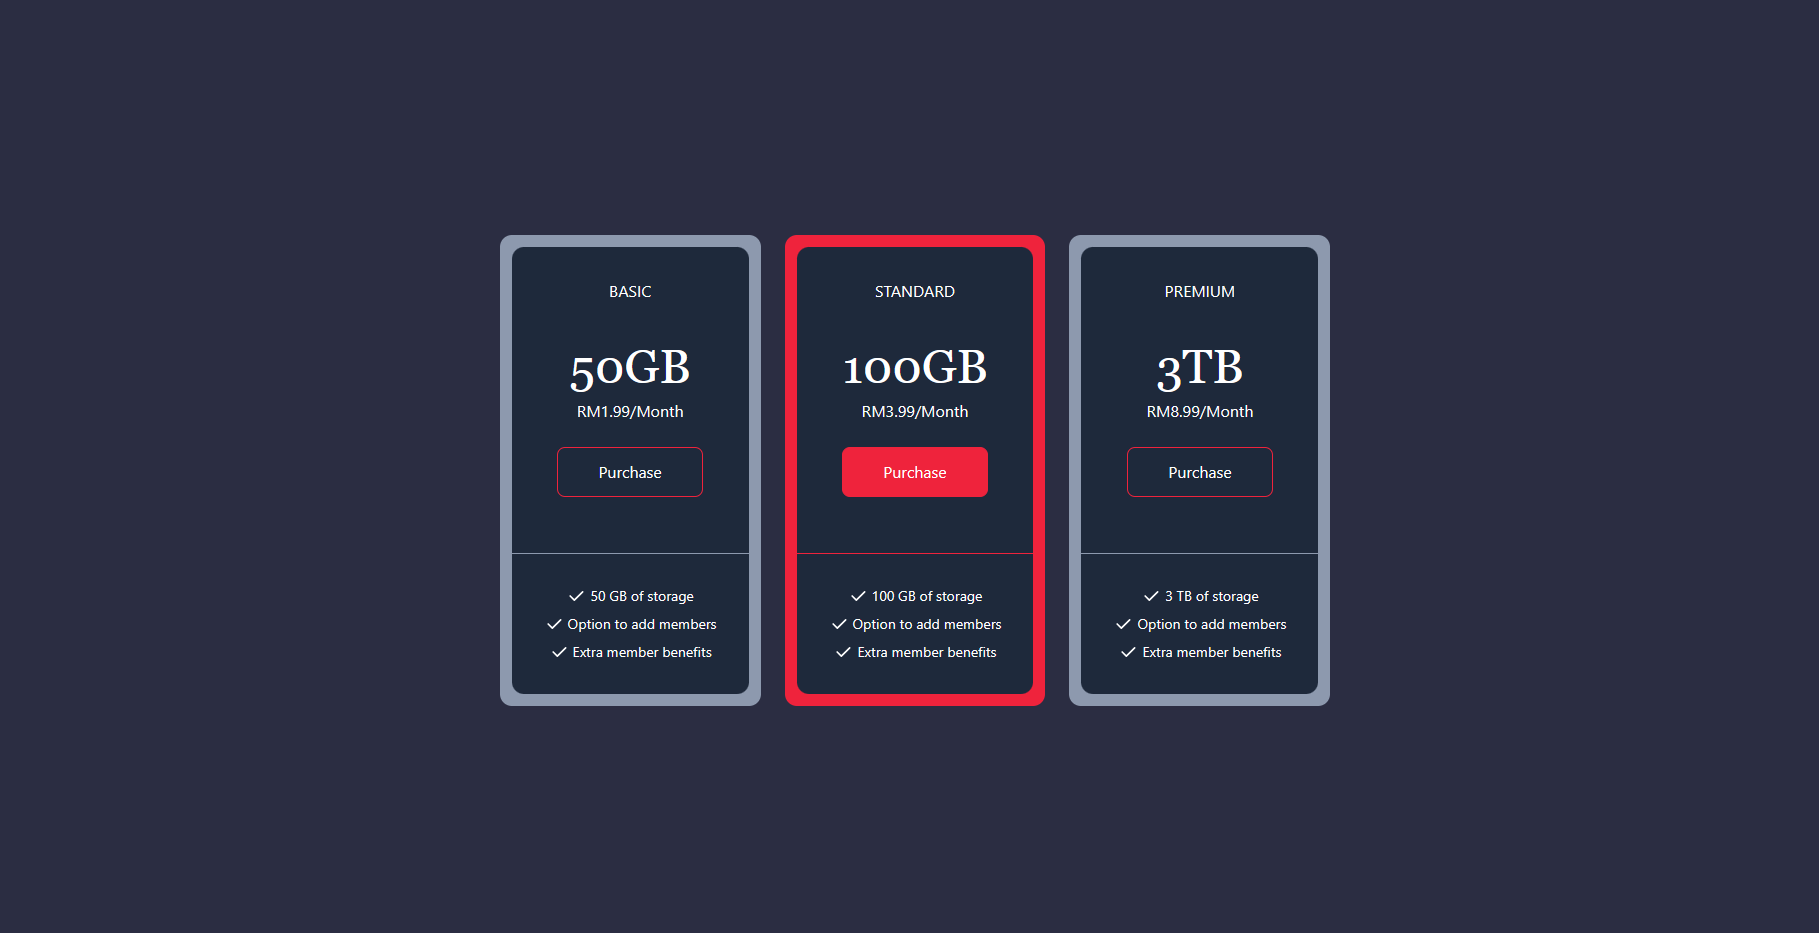 BASIC
50GB
RM1.99/Month
Purchase
50 GB of storage
Option to add members
Extra member benefits
STANDARD
100GB
RM3.99/Month
Purchase
100 GB of storage
Option to add members
Extra member benefits
PREMIUM
3TB
RM8.99/Month
Purchase
3 TB of storage
Option to add members
Extra member benefits